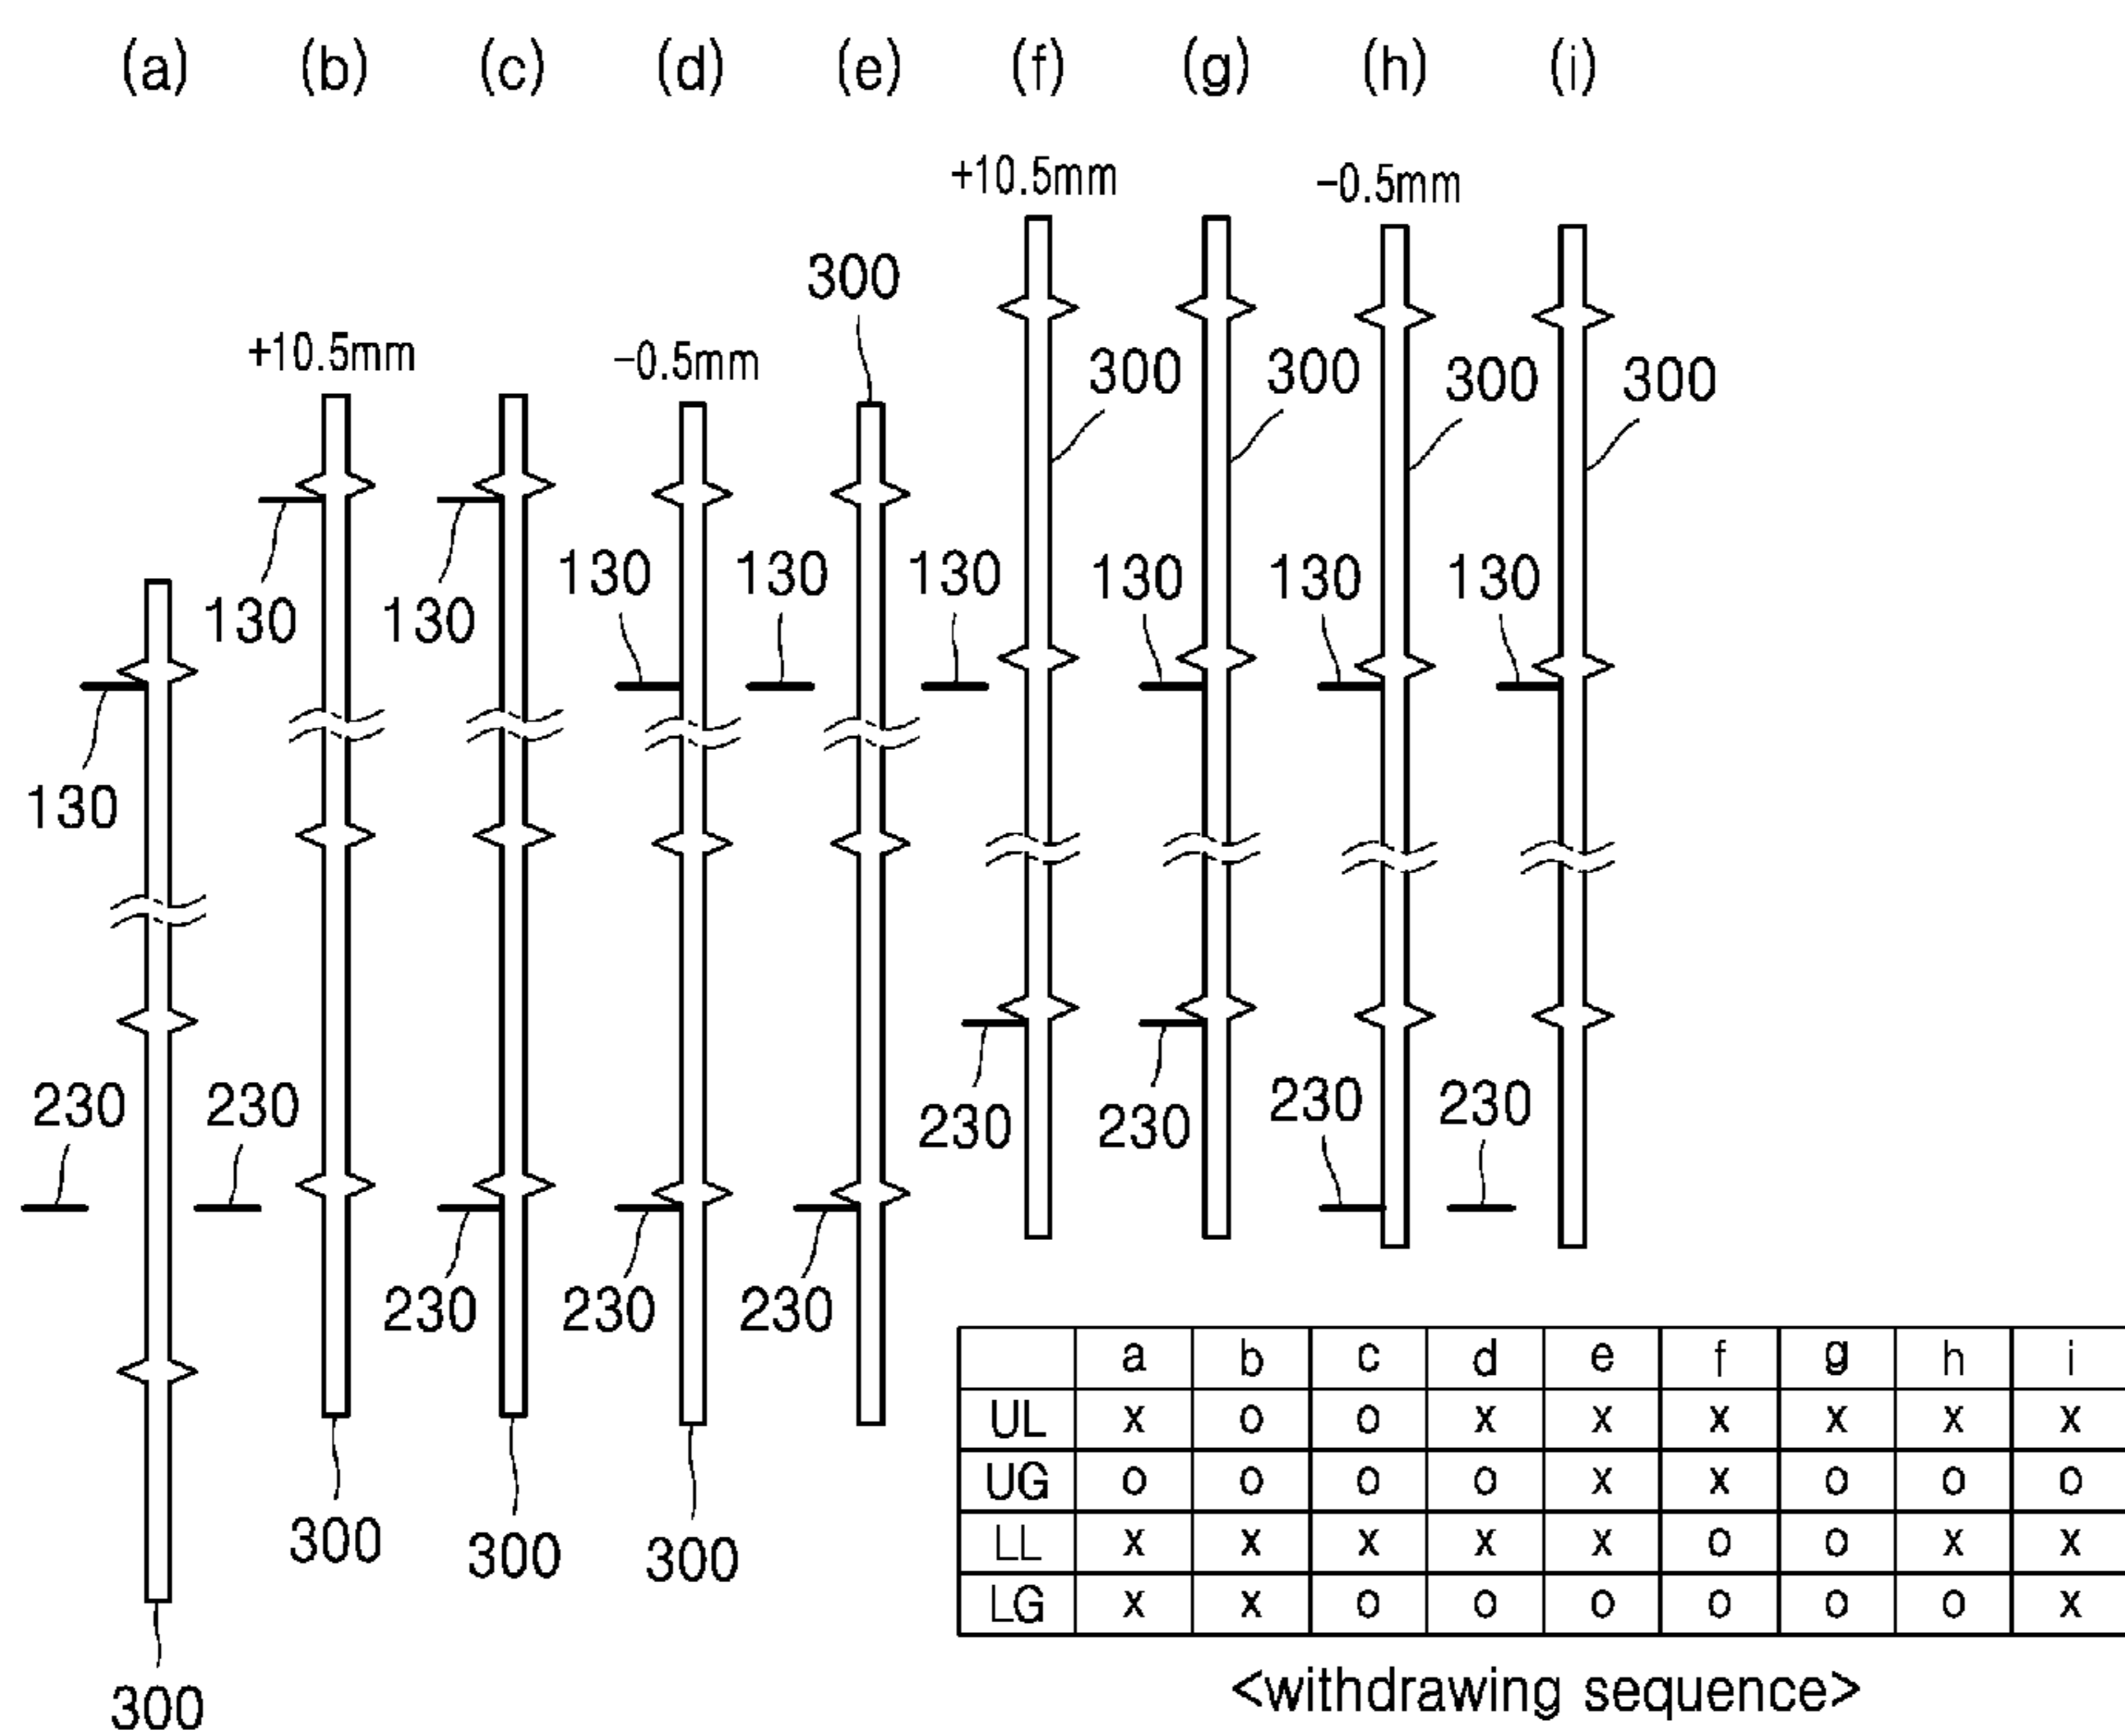 (a) (b) (c) (d) (e) (f) (g) (h) (i)
+10.5mm -0.5mm
300
+10.5mm -0.5mm
300 300 300 300
130 130 130 130 130 130
130 130
130
230 230 230 230
230 230
230 230 230
300 300 300
300
a b c d e f g h i
UL x o o x x x x x x
UG o o o o x x o o o
LL x x x x x o o x x
LG x x o o o o o o x
<withdrawing sequence>